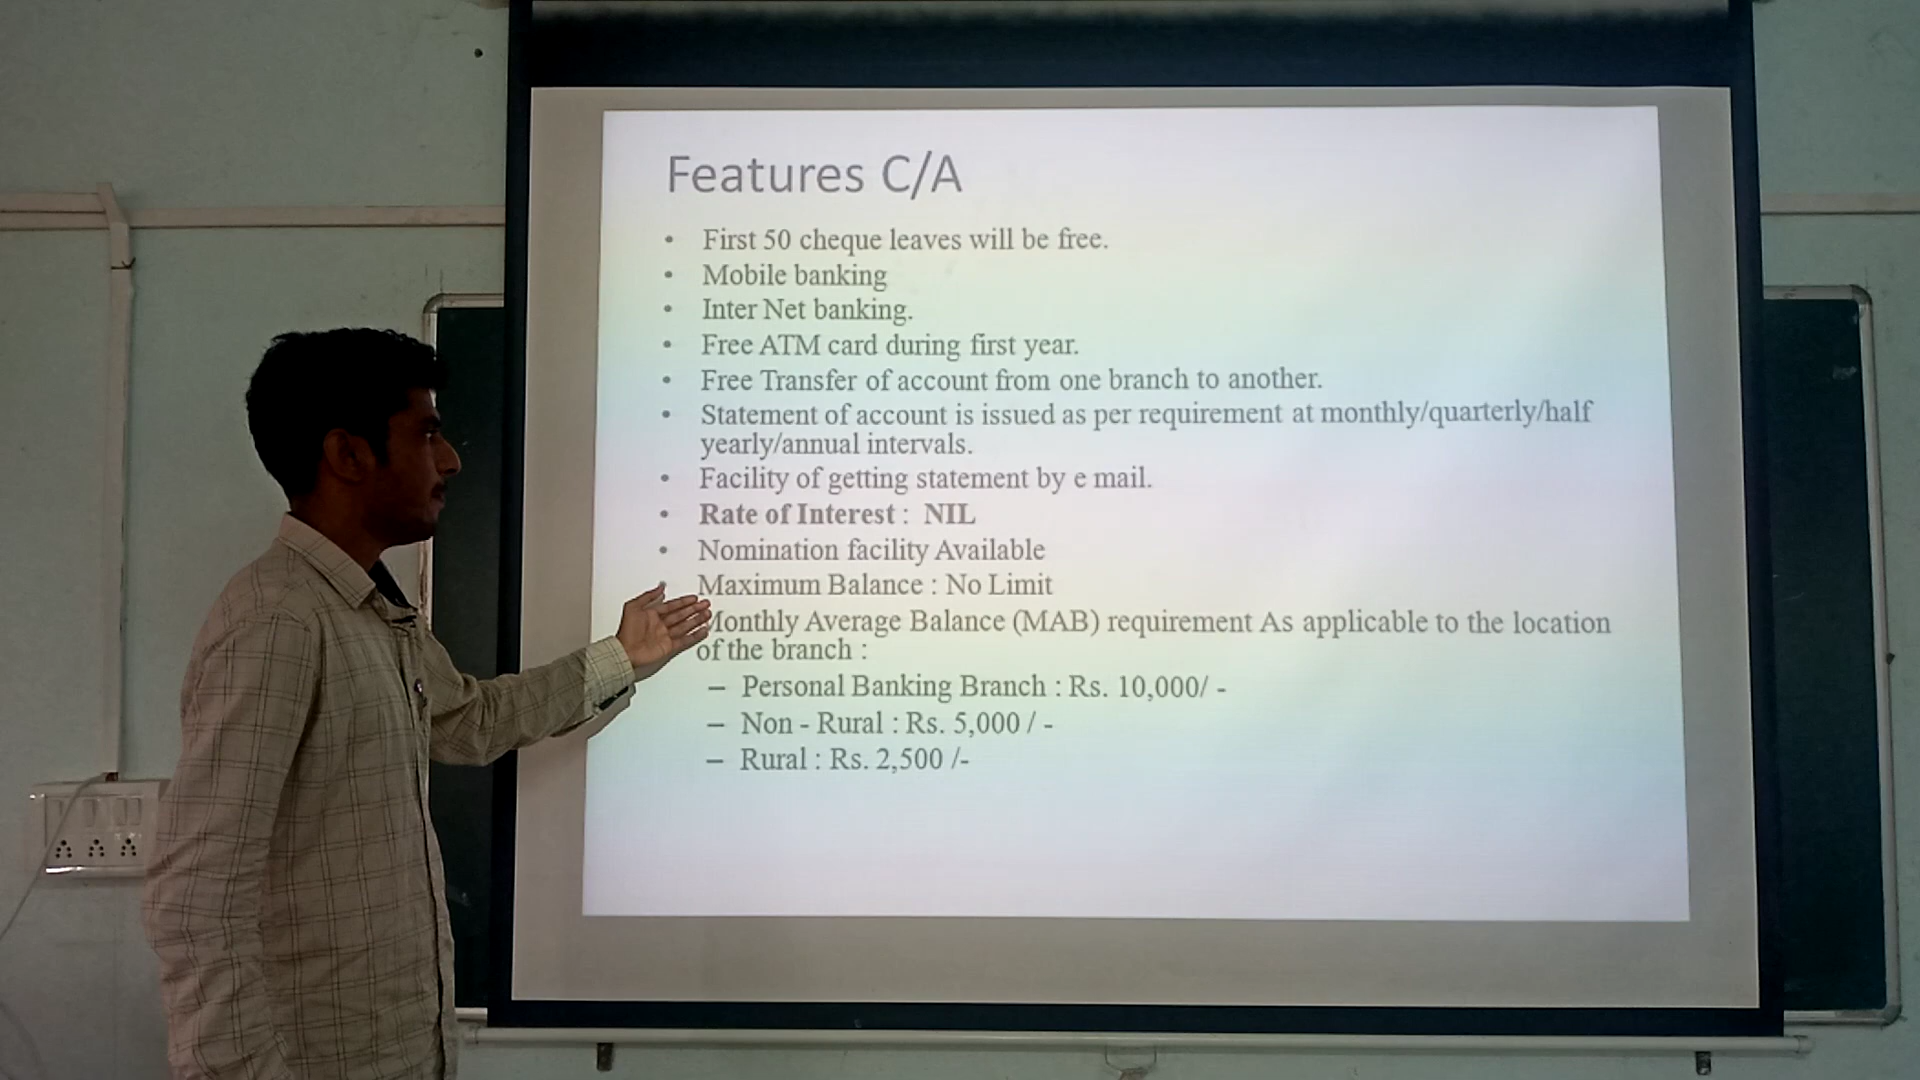 Features C/A
• First 50 cheque leaves will be free.
• Mobile banking
• Inter Net banking.
• Free ATM card during first year.
• Free Transfer of account from one branch to another.
• Statement of account is issued as per requirement at monthly/quarterly/half
yearly/annual intervals.
• Facility of getting statement by e mail.
• Rate of Interest : NIL
• Nomination facility Available
• Maximum Balance : No Limit
Monthly Average Balance (MAB) requirement As applicable to the location
of the branch :
– Personal Banking Branch : Rs. 10,000/ -
– Non - Rural : Rs. 5,000 / -
– Rural : Rs. 2,500 /-